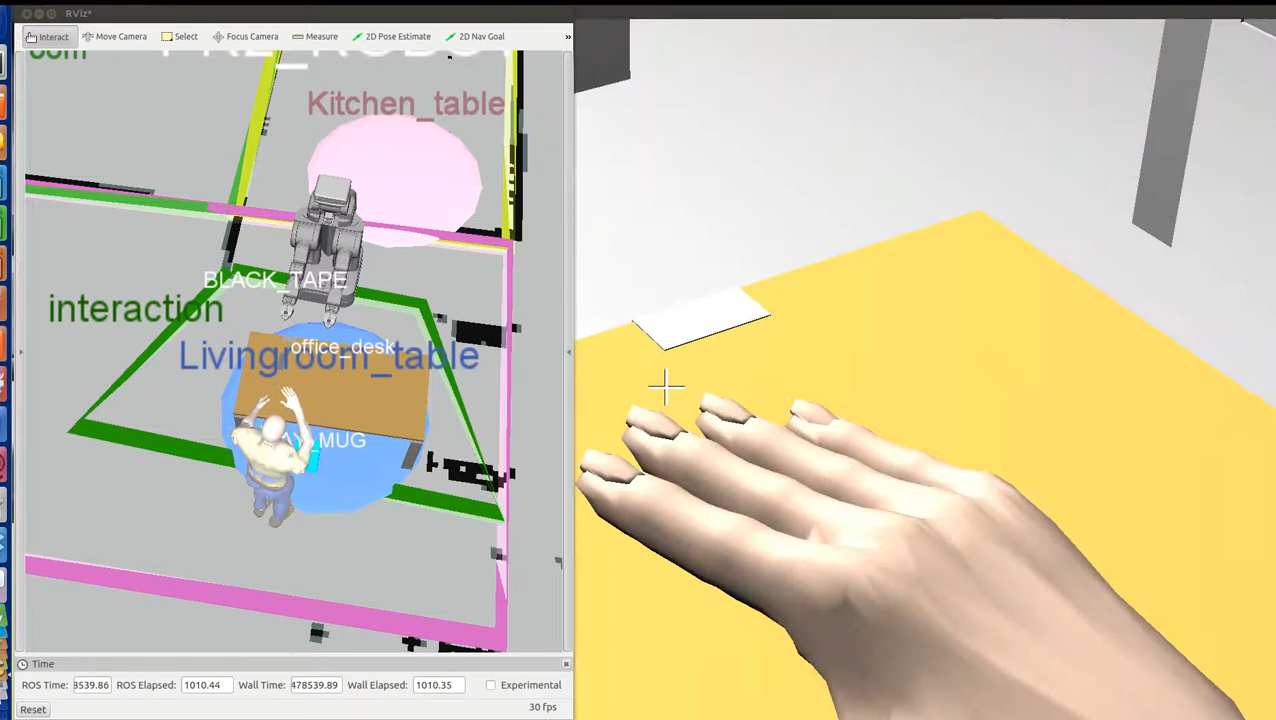 RViz*
Interact Move Camera Select Focus Camera Measure 2D Pose Estimate 2D Nav Goal »
Kitchen_table
BLACK_TAPE
interaction
office_desk
Livingroom_table
MUG
Time
ROS Time: 3539.86 ROS Elapsed: 1010.44 Wall Time: 478539.89 Wall Elapsed: 1010.35 Experimental
Reset 30 fps